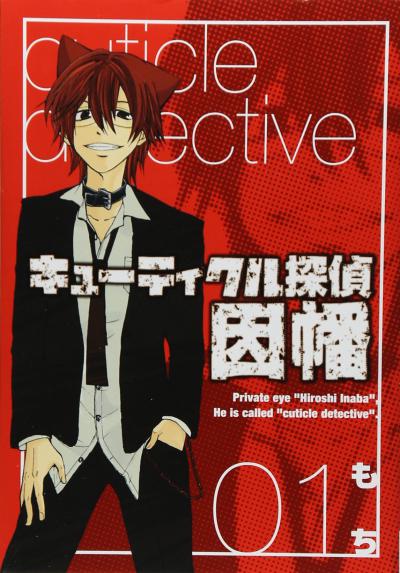 cuticle
detective
キューティクル探偵
因幡
Private eye "Hiroshi Inaba".
He is called "cuticle detective".
01
もち